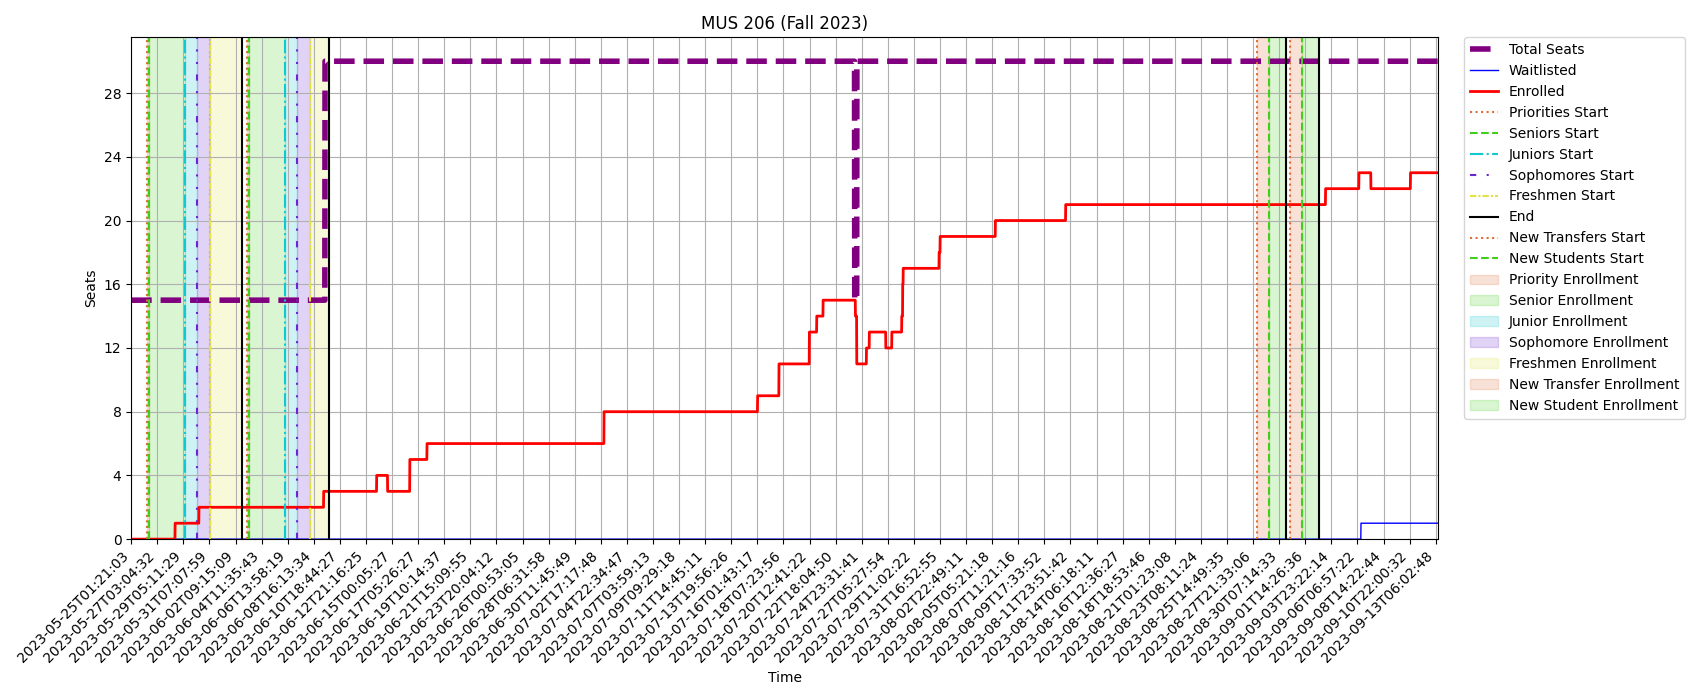 MUS 206 (Fall 2023)
Total Seats
Waitlisted
Enrolled
Priorities Start
Seniors Start
Juniors Start
Sophomores Start
Freshmen Start
End
New Transfers Start
New Students Start
Priority Enrollment
Senior Enrollment
Junior Enrollment
Sophomore Enrollment
Freshmen Enrollment
New Transfer Enrollment
New Student Enrollment
Seats
28
24
20
16
12
8
4
0
2023-05-25T01:21:03
2023-05-27T03:04:32
2023-05-29T05:11:29
2023-05-31T07:07:59
2023-06-02T09:15:09
2023-06-04T11:35:43
2023-06-06T13:58:19
2023-06-08T16:13:34
2023-06-10T18:44:27
2023-06-12T21:16:25
2023-06-15T00:05:27
2023-06-17T05:26:27
2023-06-19T10:14:37
2023-06-21T15:09:55
2023-06-23T20:04:12
2023-06-26T00:53:05
2023-06-28T06:31:58
2023-06-30T11:45:49
2023-07-02T17:17:48
2023-07-04T22:34:47
2023-07-07T03:59:13
2023-07-09T09:29:18
2023-07-11T14:45:11
2023-07-13T19:56:26
2023-07-16T01:43:17
2023-07-18T07:23:56
2023-07-20T12:41:22
2023-07-22T18:04:50
2023-07-24T23:31:41
2023-07-27T05:27:54
2023-07-29T11:02:22
2023-07-31T16:52:55
2023-08-02T22:49:11
2023-08-05T05:21:18
2023-08-07T11:21:16
2023-08-09T17:33:52
2023-08-11T23:51:42
2023-08-14T06:18:11
2023-08-16T12:36:27
2023-08-18T18:53:46
2023-08-21T01:23:08
2023-08-23T08:11:24
2023-08-25T14:49:35
2023-08-27T21:33:06
2023-08-30T07:14:33
2023-09-01T14:26:36
2023-09-03T23:22:14
2023-09-06T06:57:22
2023-09-08T14:22:44
2023-09-10T22:00:32
2023-09-13T06:02:48
Time